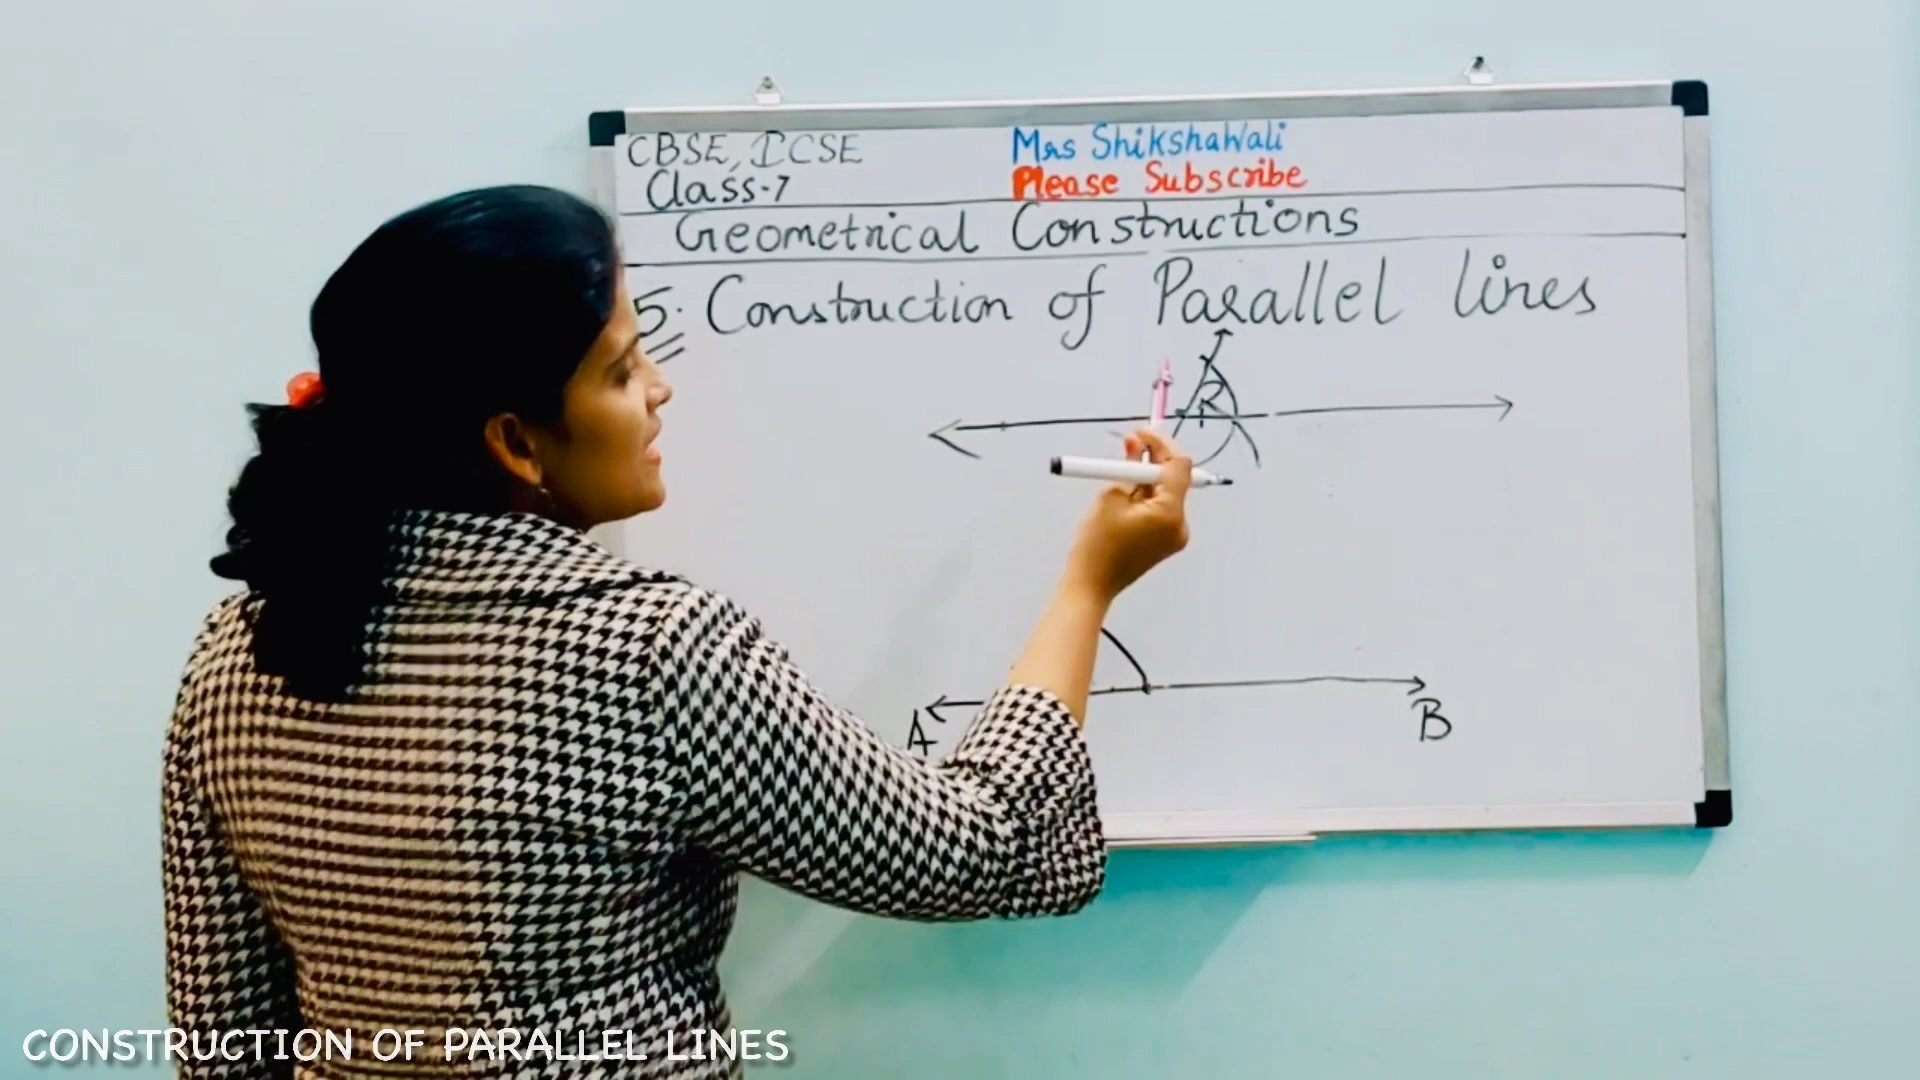 CBSE, ICSE
Class-7
Mrs ShikshaWali
Please Subscribe
Geometrical Constructions
5. Construction of Parallel lines
R
A
B
CONSTRUCTION OF PARALLEL LINES